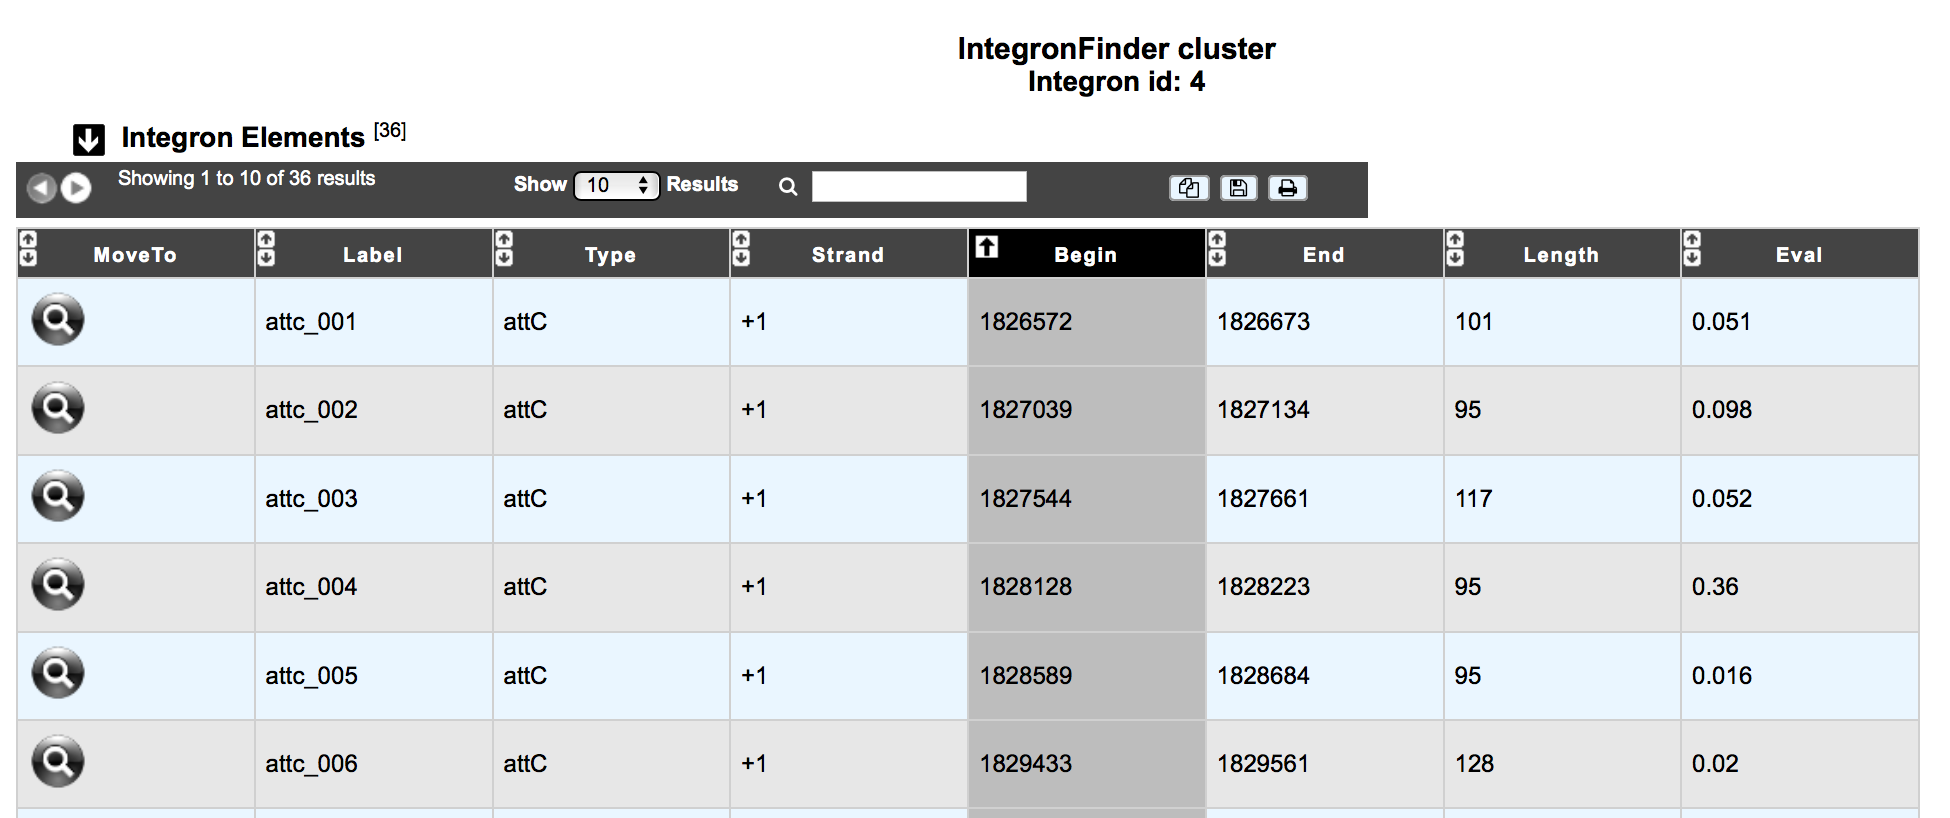 IntegronFinder cluster
Integron id: 4
Integron Elements [36]
Showing 1 to 10 of 36 results Show 10 Results
MoveTo Label Type Strand Begin End Length Eval
attc_001 attC +1 1826572 1826673 101 0.051
attc_002 attC +1 1827039 1827134 95 0.098
attc_003 attC +1 1827544 1827661 117 0.052
attc_004 attC +1 1828128 1828223 95 0.36
attc_005 attC +1 1828589 1828684 95 0.016
attc_006 attC +1 1829433 1829561 128 0.02